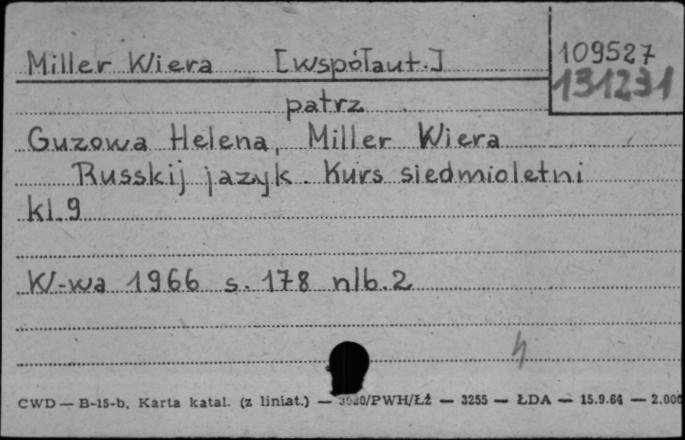 Miller Wiera [współaut.] 109527
131231
patrz
Guzowa Helena, Miller Wiera
Russkij jazyk. Kurs siedmioletni
kl. 9
W-wa 1966 s. 178 nlb. 2
CWD — B-15-b, Karta katal. (z liniat.) — /PWH/Łź — 3255 — ŁDA — 15.9.64 — 2.000